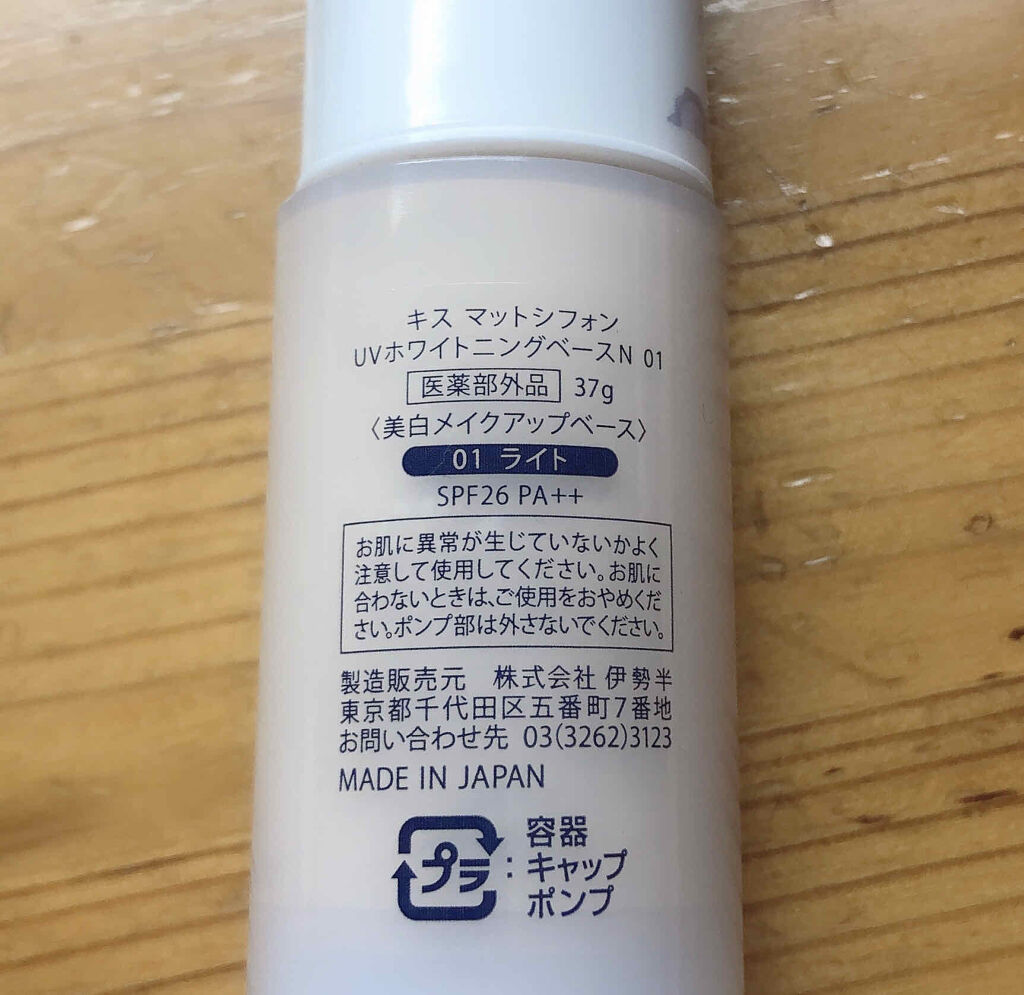 キス マットシフォン
UVホワイトニングベースN 01
医薬部外品 37g
〈美白メイクアップベース〉
01 ライト
SPF26 PA++
お肌に異常が生じていないかよく
注意して使用してください。お肌に
合わないときは、ご使用をおやめくだ
さい。ポンプ部は外さないでください。
製造販売元 株式会社 伊勢半
東京都千代田区五番町7番地
お問い合わせ先 03(3262)3123
MADE IN JAPAN
プラ : 容器
キャップ
ポンプ